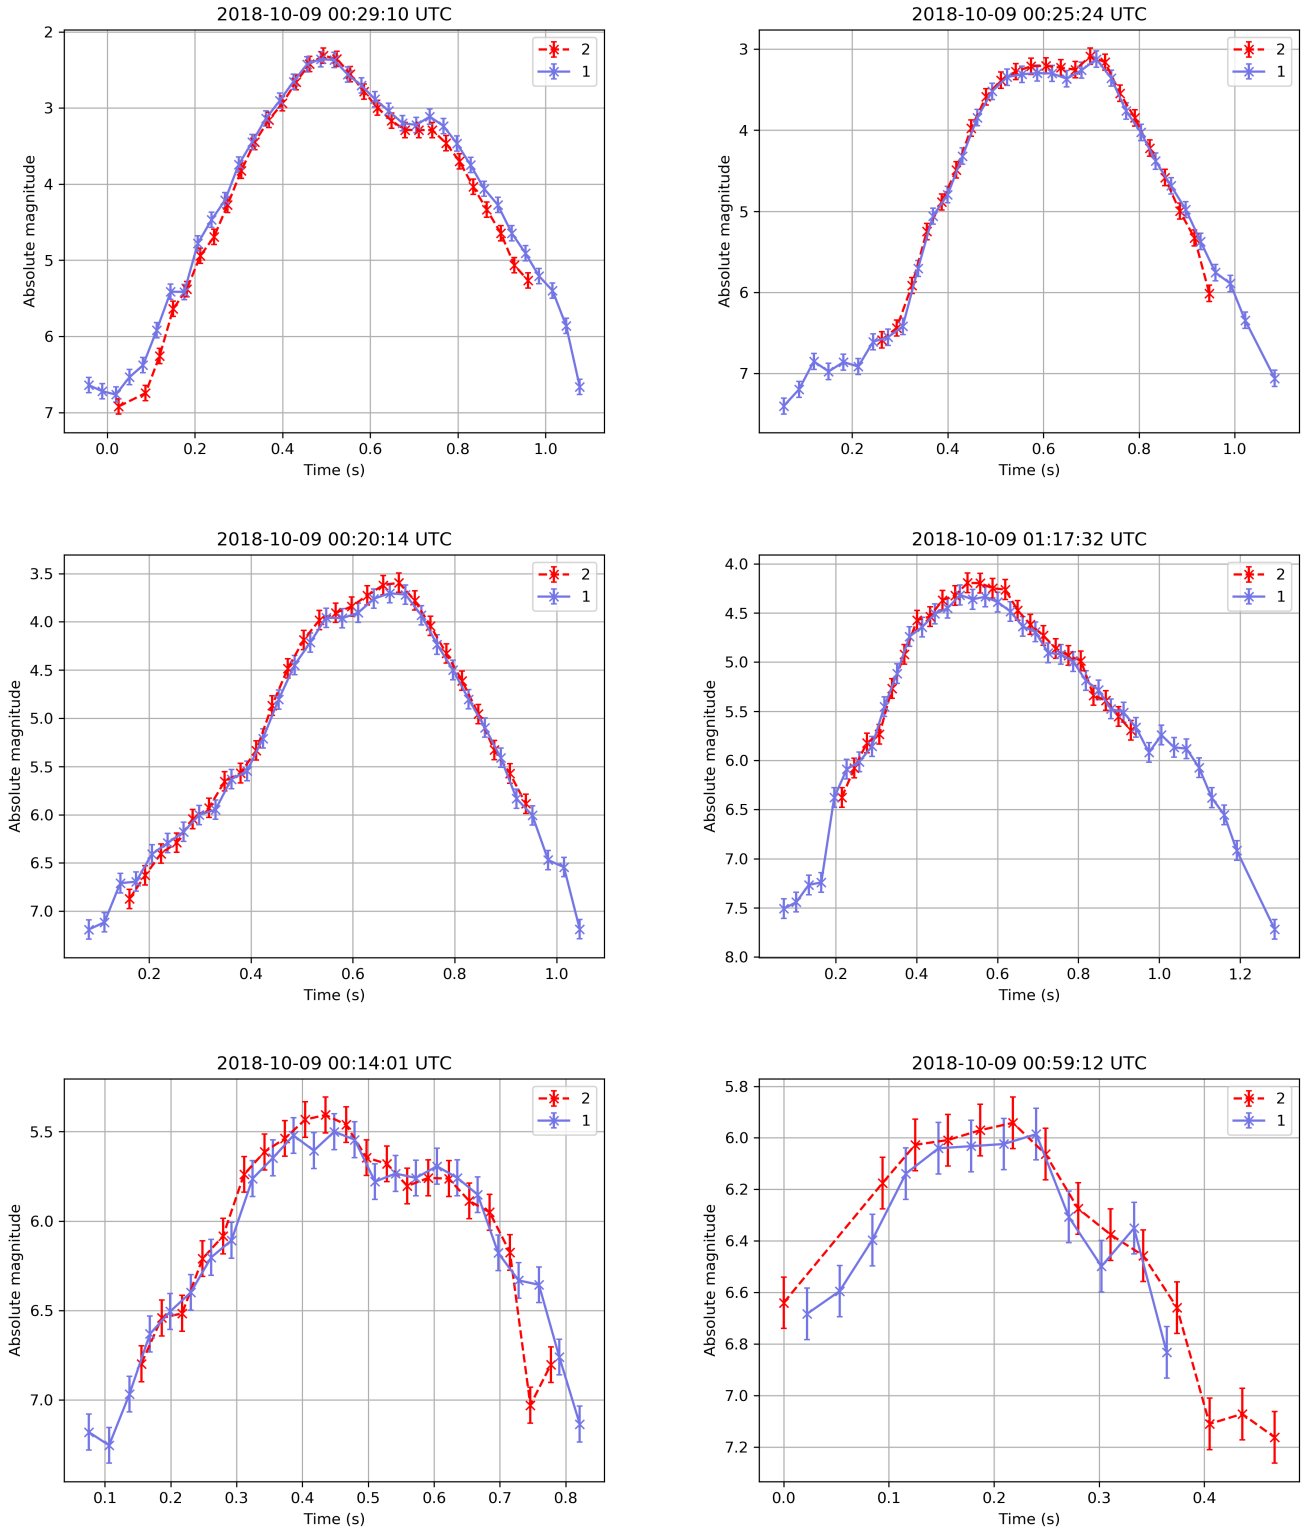 2018-10-09 00:29:10 UTC
2
3
4
5
6
7
Absolute magnitude
0.0 0.2 0.4 0.6 0.8 1.0
Time (s)
2
1
2018-10-09 00:25:24 UTC
3
4
5
6
7
Absolute magnitude
0.2 0.4 0.6 0.8 1.0
Time (s)
2
1
2018-10-09 00:20:14 UTC
3.5
4.0
4.5
5.0
5.5
6.0
6.5
7.0
Absolute magnitude
0.2 0.4 0.6 0.8 1.0
Time (s)
2
1
2018-10-09 01:17:32 UTC
4.0
4.5
5.0
5.5
6.0
6.5
7.0
7.5
8.0
Absolute magnitude
0.2 0.4 0.6 0.8 1.0 1.2
Time (s)
2
1
2018-10-09 00:14:01 UTC
5.5
6.0
6.5
7.0
Absolute magnitude
0.1 0.2 0.3 0.4 0.5 0.6 0.7 0.8
Time (s)
2
1
2018-10-09 00:59:12 UTC
5.8
6.0
6.2
6.4
6.6
6.8
7.0
7.2
Absolute magnitude
0.0 0.1 0.2 0.3 0.4
Time (s)
2
1